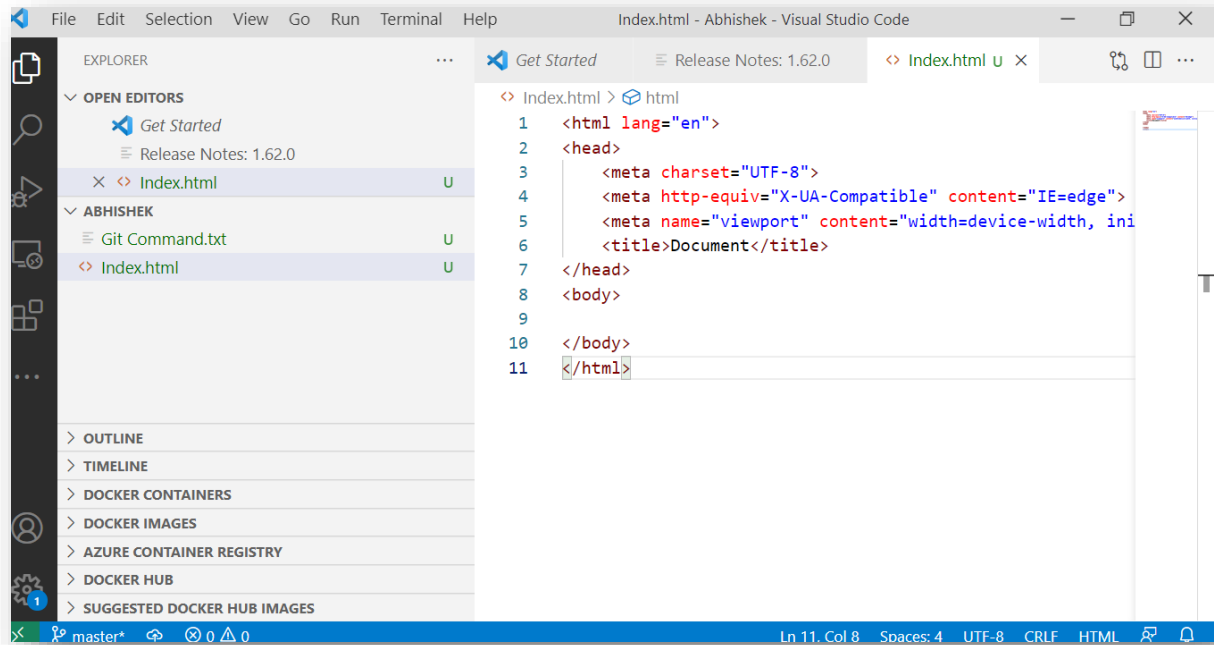 File Edit Selection View Go Run Terminal Help Index.html - Abhishek - Visual Studio Code
EXPLORER
OPEN EDITORS
Get Started
Release Notes: 1.62.0
Index.html U
ABHISHEK
Git Command.txt U
Index.html U
OUTLINE
TIMELINE
DOCKER CONTAINERS
DOCKER IMAGES
AZURE CONTAINER REGISTRY
DOCKER HUB
SUGGESTED DOCKER HUB IMAGES
1
Get Started Release Notes: 1.62.0 Index.html U
Index.html > html
1 <html lang="en">
2 <head>
3 <meta charset="UTF-8">
4 <meta http-equiv="X-UA-Compatible" content="IE=edge">
5 <meta name="viewport" content="width=device-width, ini
6 <title>Document</title>
7 </head>
8 <body>
9
10 </body>
11 </html>
master* 0 0 Ln 11, Col 8 Spaces: 4 UTF-8 CRLF HTML